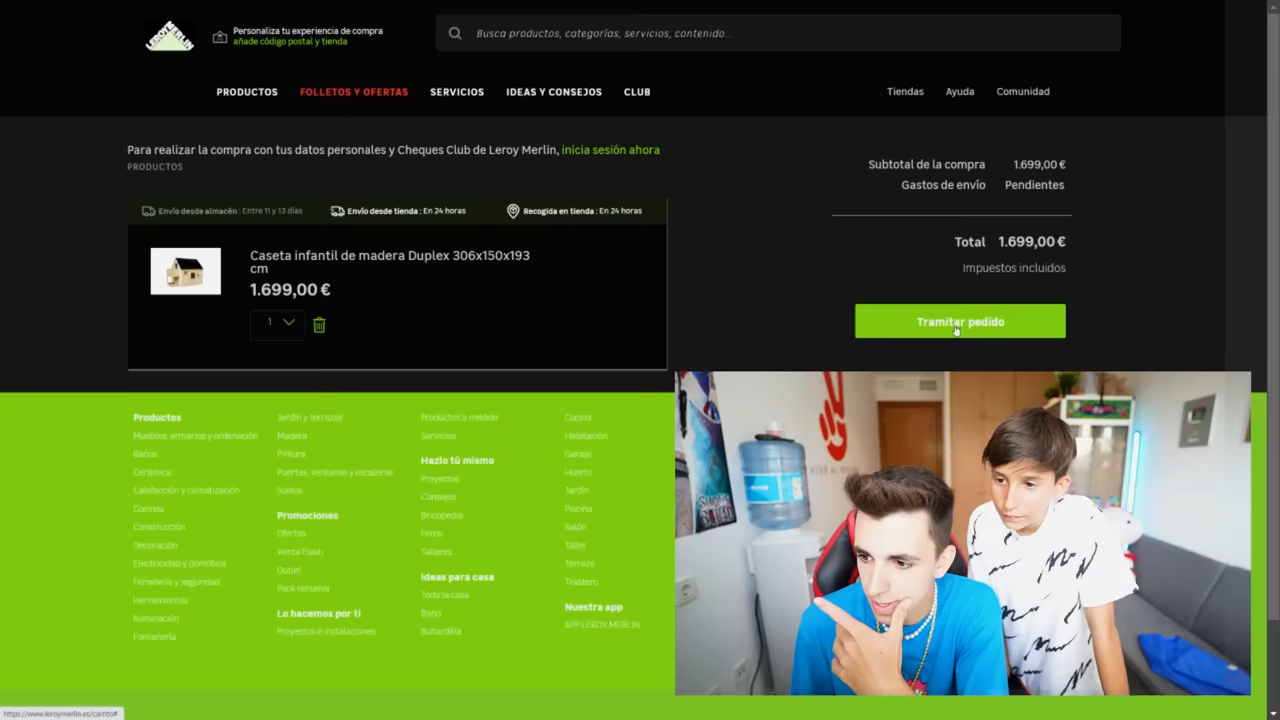 LEROY MERLIN
Personaliza tu experiencia de compra
añade código postal y tienda
Busca productos, categorías, servicios, contenido...
PRODUCTOS FOLLETOS Y OFERTAS SERVICIOS IDEAS Y CONSEJOS CLUB Tiendas Ayuda Comunidad
Para realizar la compra con tus datos personales y Cheques Club de Leroy Merlin, inicia sesión ahora
PRODUCTOS
Envío desde almacén : Entre 11 y 13 días Envío desde tienda : En 24 horas Recogida en tienda : En 24 horas
Caseta infantil de madera Duplex 306x150x193
cm
1.699,00 €
1
Subtotal de la compra 1.699,00 €
Gastos de envío Pendientes
Total 1.699,00 €
Impuestos incluidos
Tramitar pedido
Productos
Muebles, armarios y ordenación
Baños
Cerámica
Calefacción y climatización
Cocinas
Construcción
Decoración
Electricidad y domótica
Ferretería y seguridad
Herramientas
Iluminación
Fontanería
Jardín y terrazas
Madera
Pintura
Puertas, ventanas y escaleras
Suelos
Promociones
Ofertas
Venta Flash
Outlet
Pack renueva
Lo hacemos por ti
Proyectos e instalaciones
Productos a medida
Servicios
Hazlo tú mismo
Proyectos
Consejos
Bricopedia
Foros
Talleres
Ideas para casa
Toda la casa
Baño
Buhardilla
Cocina
Habitación
Garaje
Huerto
Jardín
Piscina
Salón
Taller
Terraza
Trastero
Nuestra app
APP LEROY MERLIN
https://www.leroymerlin.es/carrito#